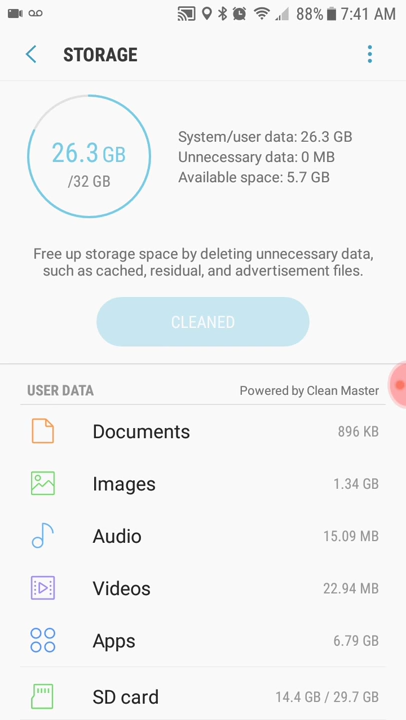 88% 7:41 AM
STORAGE
26.3 GB
/32 GB
System/user data: 26.3 GB
Unnecessary data: 0 MB
Available space: 5.7 GB
Free up storage space by deleting unnecessary data,
such as cached, residual, and advertisement files.
CLEANED
USER DATA Powered by Clean Master
Documents 896 KB
Images 1.34 GB
Audio 15.09 MB
Videos 22.94 MB
Apps 6.79 GB
SD card 14.4 GB / 29.7 GB